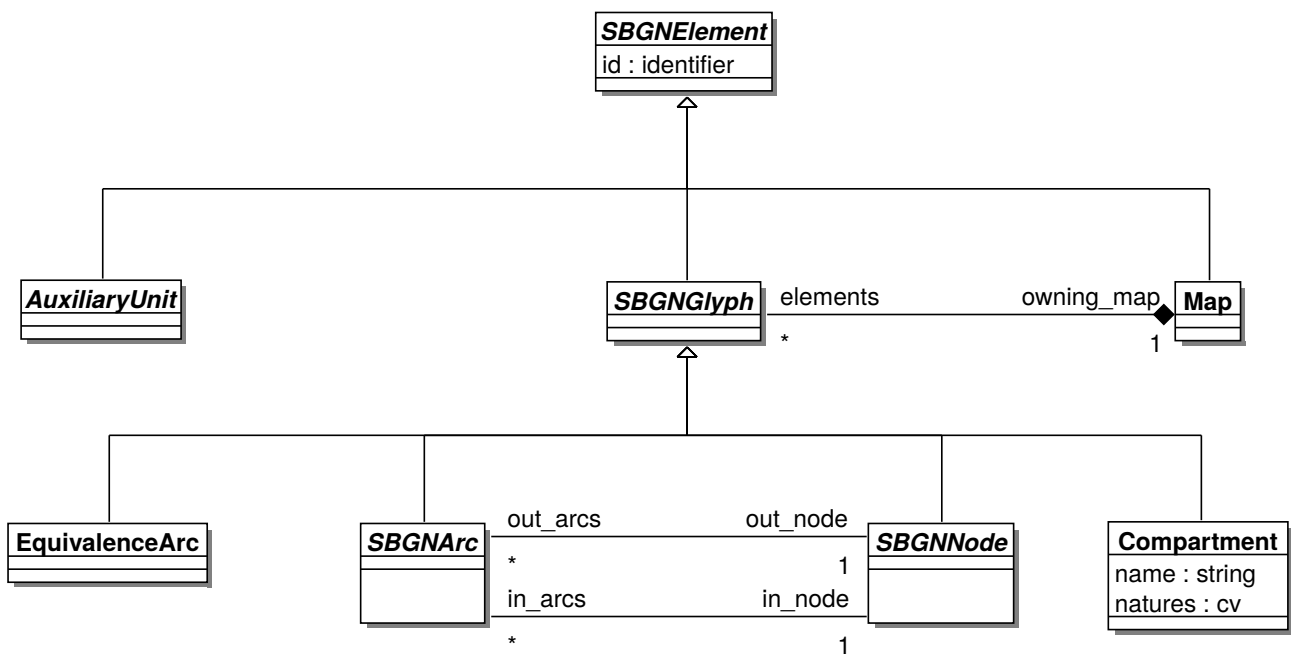 SBGNElement
id : identifier
AuxiliaryUnit
SBGNGlyph
elements
owning_map
Map
*
1
EquivalenceArc
SBGNArc
out_arcs
out_node
*
1
in_arcs
in_node
*
1
SBGNNode
Compartment
name : string
natures : cv